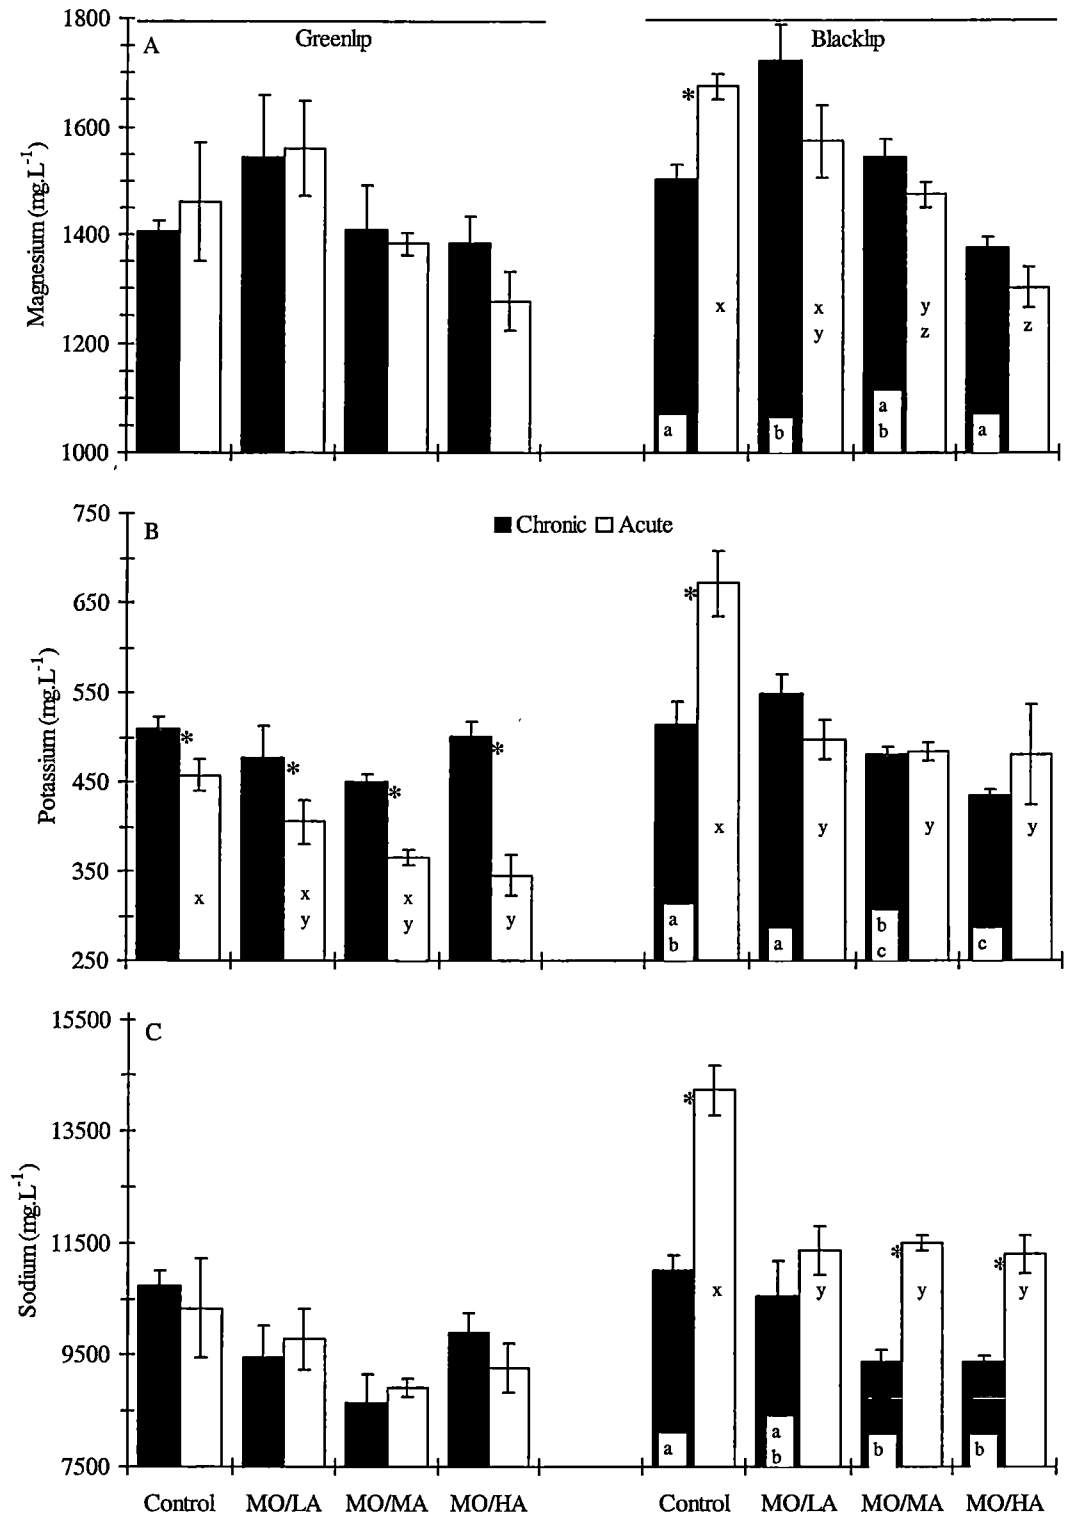 1800
A
Greenlip
Blacklip
*
1600
1400
1200
1000
Magnesium (mg.L-1)
x
x
y
y
z
z
a
b
a
b
a
750
B
Chronic Acute
650
550
450
350
250
Potassium (mg.L-1)
*
*
*
*
*
x
x
y
x
y
y
x
y
y
y
a
b
a
b
c
c
15500
C
13500
11500
9500
7500
Sodium (mg.L-1)
*
*
*
x
y
y
y
a
a
b
b
b
Control MO/LA MO/MA MO/HA Control MO/LA MO/MA MO/HA